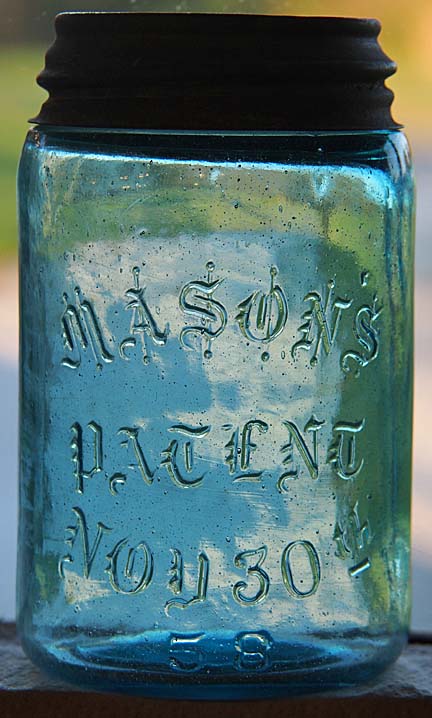 MASON'S
PATENT
NOV 30th
58